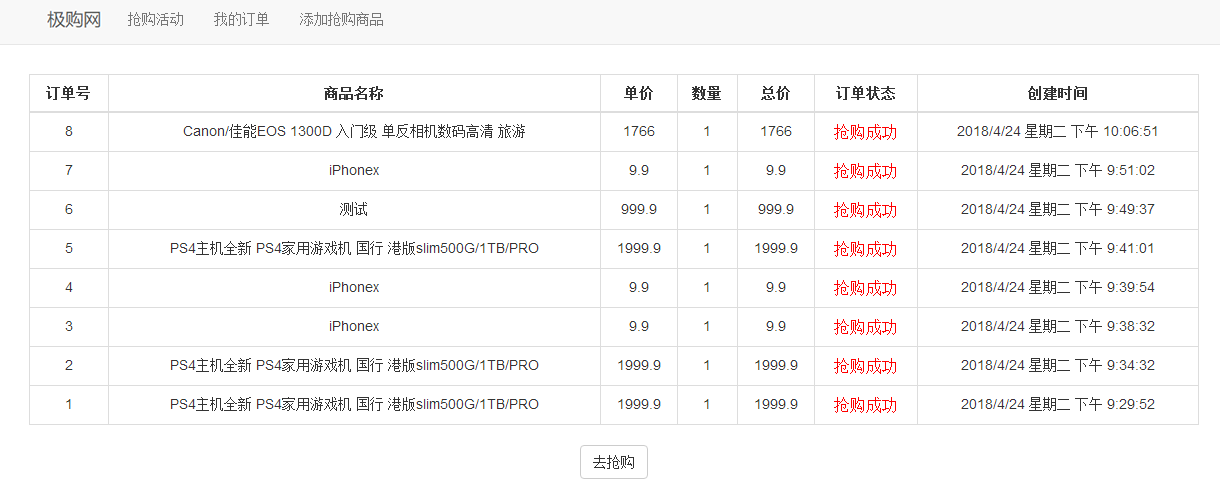 极购网 抢购活动 我的订单 添加抢购商品
订单号 商品名称 单价 数量 总价 订单状态 创建时间
8 Canon/佳能EOS 1300D 入门级 单反相机数码高清 旅游 1766 1 1766 抢购成功 2018/4/24 星期二 下午 10:06:51
7 iPhonex 9.9 1 9.9 抢购成功 2018/4/24 星期二 下午 9:51:02
6 测试 999.9 1 999.9 抢购成功 2018/4/24 星期二 下午 9:49:37
5 PS4主机全新 PS4家用游戏机 国行 港版slim500G/1TB/PRO 1999.9 1 1999.9 抢购成功 2018/4/24 星期二 下午 9:41:01
4 iPhonex 9.9 1 9.9 抢购成功 2018/4/24 星期二 下午 9:39:54
3 iPhonex 9.9 1 9.9 抢购成功 2018/4/24 星期二 下午 9:38:32
2 PS4主机全新 PS4家用游戏机 国行 港版slim500G/1TB/PRO 1999.9 1 1999.9 抢购成功 2018/4/24 星期二 下午 9:34:32
1 PS4主机全新 PS4家用游戏机 国行 港版slim500G/1TB/PRO 1999.9 1 1999.9 抢购成功 2018/4/24 星期二 下午 9:29:52
去抢购